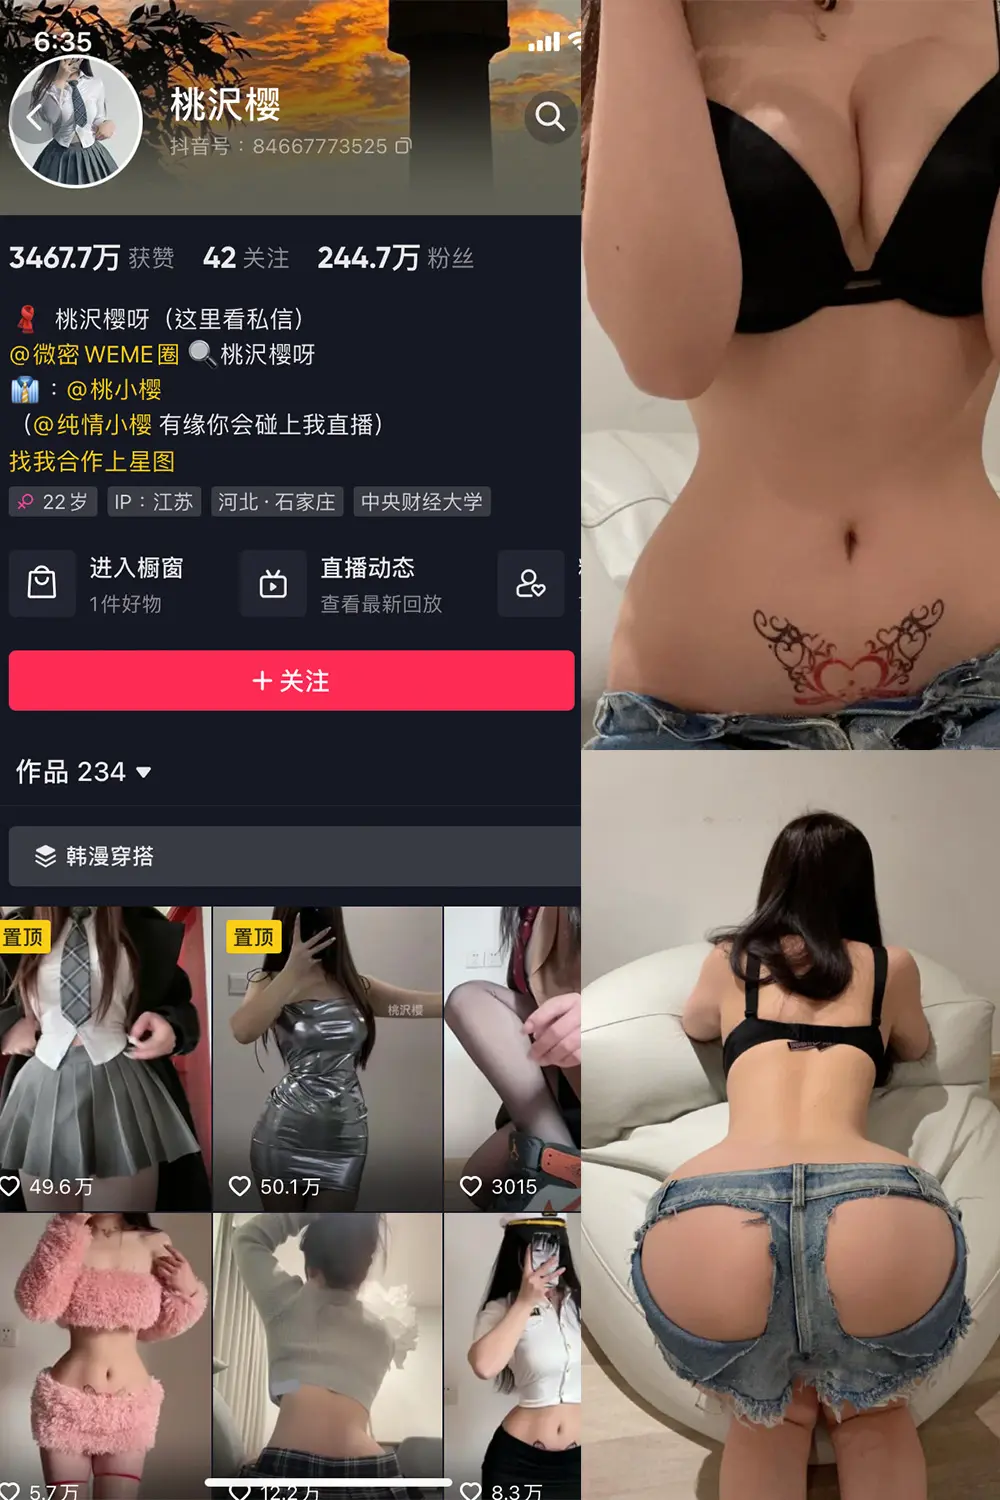 6:35
桃沢樱
抖音号：84667773525
3467.7万 获赞 42 关注 244.7万 粉丝
桃沢樱呀（这里看私信）
@微密WEME圈 桃沢樱呀
：@桃小樱
（@纯情小樱 有缘你会碰上我直播）
找我合作上星图
22岁 IP：江苏 河北·石家庄 中央财经大学
进入橱窗 直播动态
1件好物 查看最新回放
+ 关注
作品 234
韩漫穿搭
置顶 置顶
桃沢樱
49.6万 50.1万 3015
5.7万 12.2万 8.3万